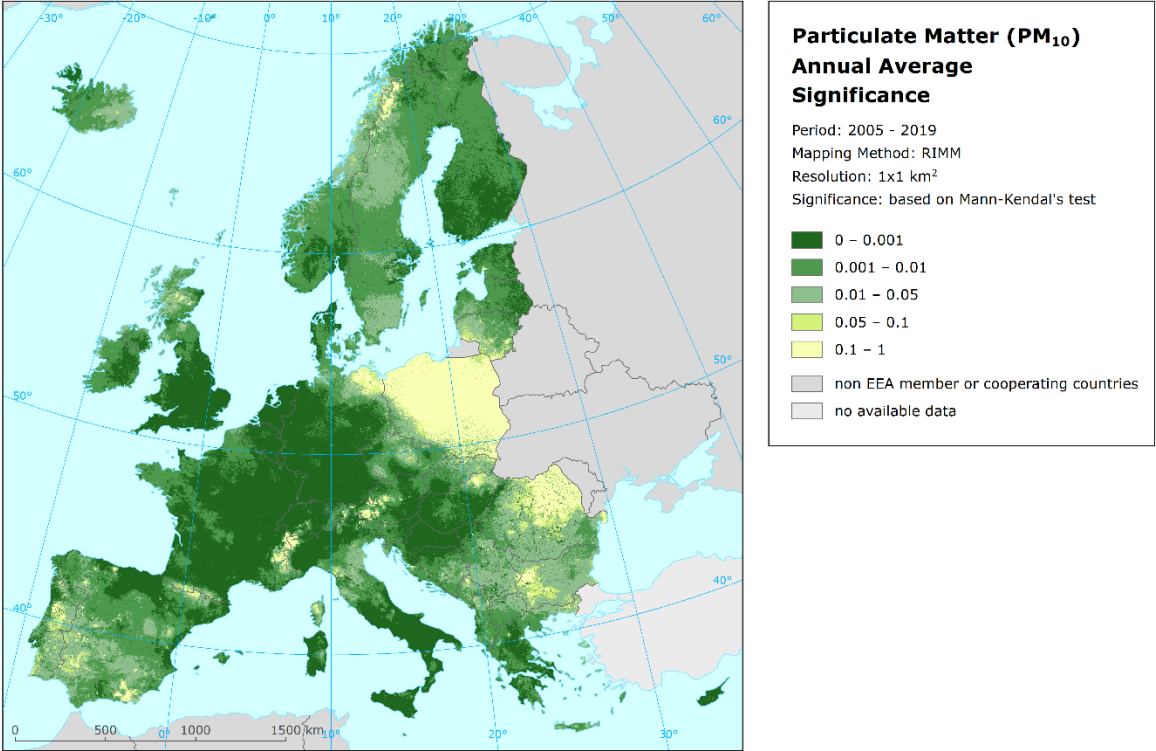 -30° -20° -10° 0° 10° 20° 30° 40° 50° 60°
60°
60°
50°
50°
40°
40°
0° 10° 20° 30°
0 500 1000 1500 km
Particulate Matter (PM₁₀)
Annual Average
Significance
Period: 2005 - 2019
Mapping Method: RIMM
Resolution: 1x1 km²
Significance: based on Mann-Kendal's test
0 – 0.001
0.001 – 0.01
0.01 – 0.05
0.05 – 0.1
0.1 – 1
non EEA member or cooperating countries
no available data